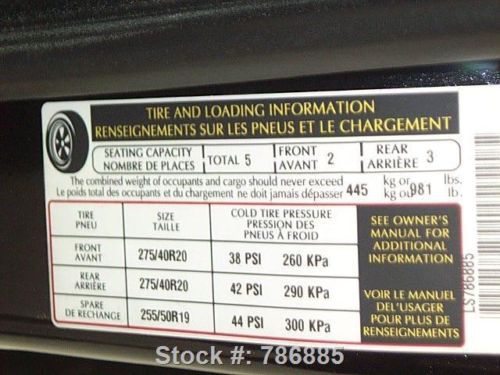 TIRE AND LOADING INFORMATION
RENSEIGNEMENTS SUR LES PNEUS ET LE CHARGEMENT
SEATING CAPACITY
NOMBRE DE PLACES
TOTAL 5
FRONT
AVANT 2
REAR
ARRIÈRE 3
The combined weight of occupants and cargo should never exceed 445 kg or 981 lbs.
Le poids total des occupants et du chargement ne doit jamais dépasser kg ou lb.
TIRE
PNEU
SIZE
TAILLE
COLD TIRE PRESSURE
PRESSION DES
PNEUS À FROID
FRONT
AVANT
275/40R20
38 PSI 260 KPa
REAR
ARRIÈRE
275/40R20
42 PSI 290 KPa
SPARE
DE RECHANGE
255/50R19
44 PSI 300 KPa
SEE OWNER'S
MANUAL FOR
ADDITIONAL
INFORMATION
VOIR LE MANUEL
DEL'USAGER
POUR PLUS DE
RENSEIGNEMENTS
LS786885
Stock #: 786885